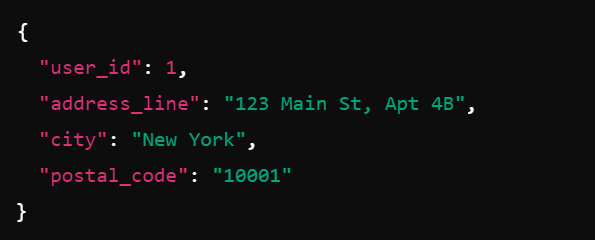 {
"user_id": 1,
"address_line": "123 Main St, Apt 4B",
"city": "New York",
"postal_code": "10001"
}